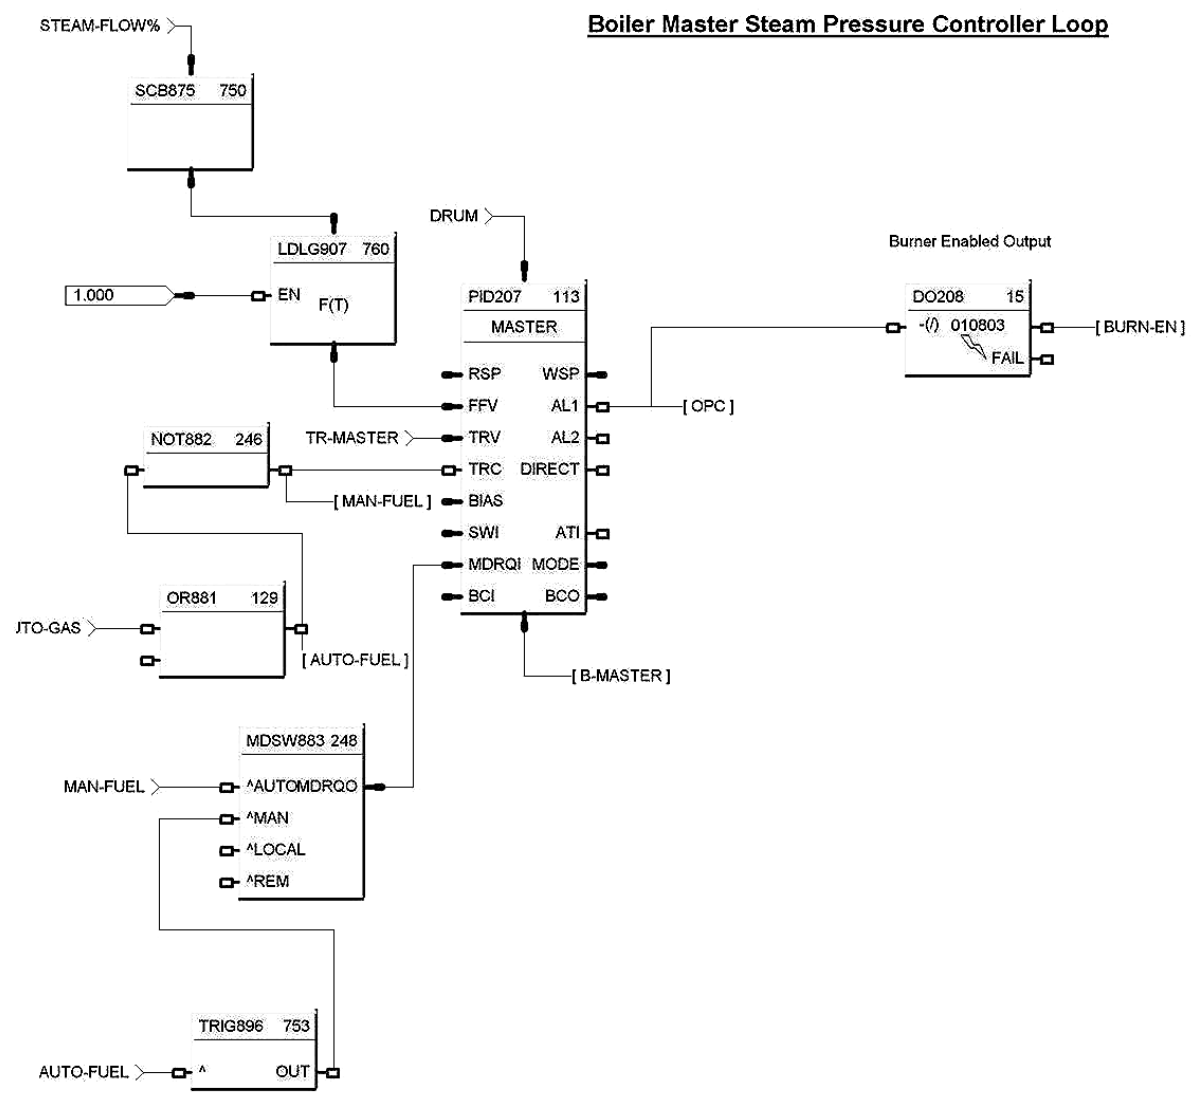 Boiler Master Steam Pressure Controller Loop
STEAM-FLOW%
SCB875 750
DRUM
LDLG907 760
EN
F(T)
1.000
Burner Enabled Output
PID207 113
MASTER
RSP WSP
FFV AL1
TRV AL2
TRC DIRECT
BIAS
SWI ATI
MDRQI MODE
BCI BCO
DO208 15
-(/) 010803
FAIL
[ BURN-EN ]
[ OPC ]
TR-MASTER
NOT882 246
[ MAN-FUEL ]
OR881 129
JTO-GAS
[ AUTO-FUEL ]
[ B-MASTER ]
MDSW883 248
MAN-FUEL
^AUTOMDRQO
^MAN
^LOCAL
^REM
TRIG896 753
AUTO-FUEL
^ OUT